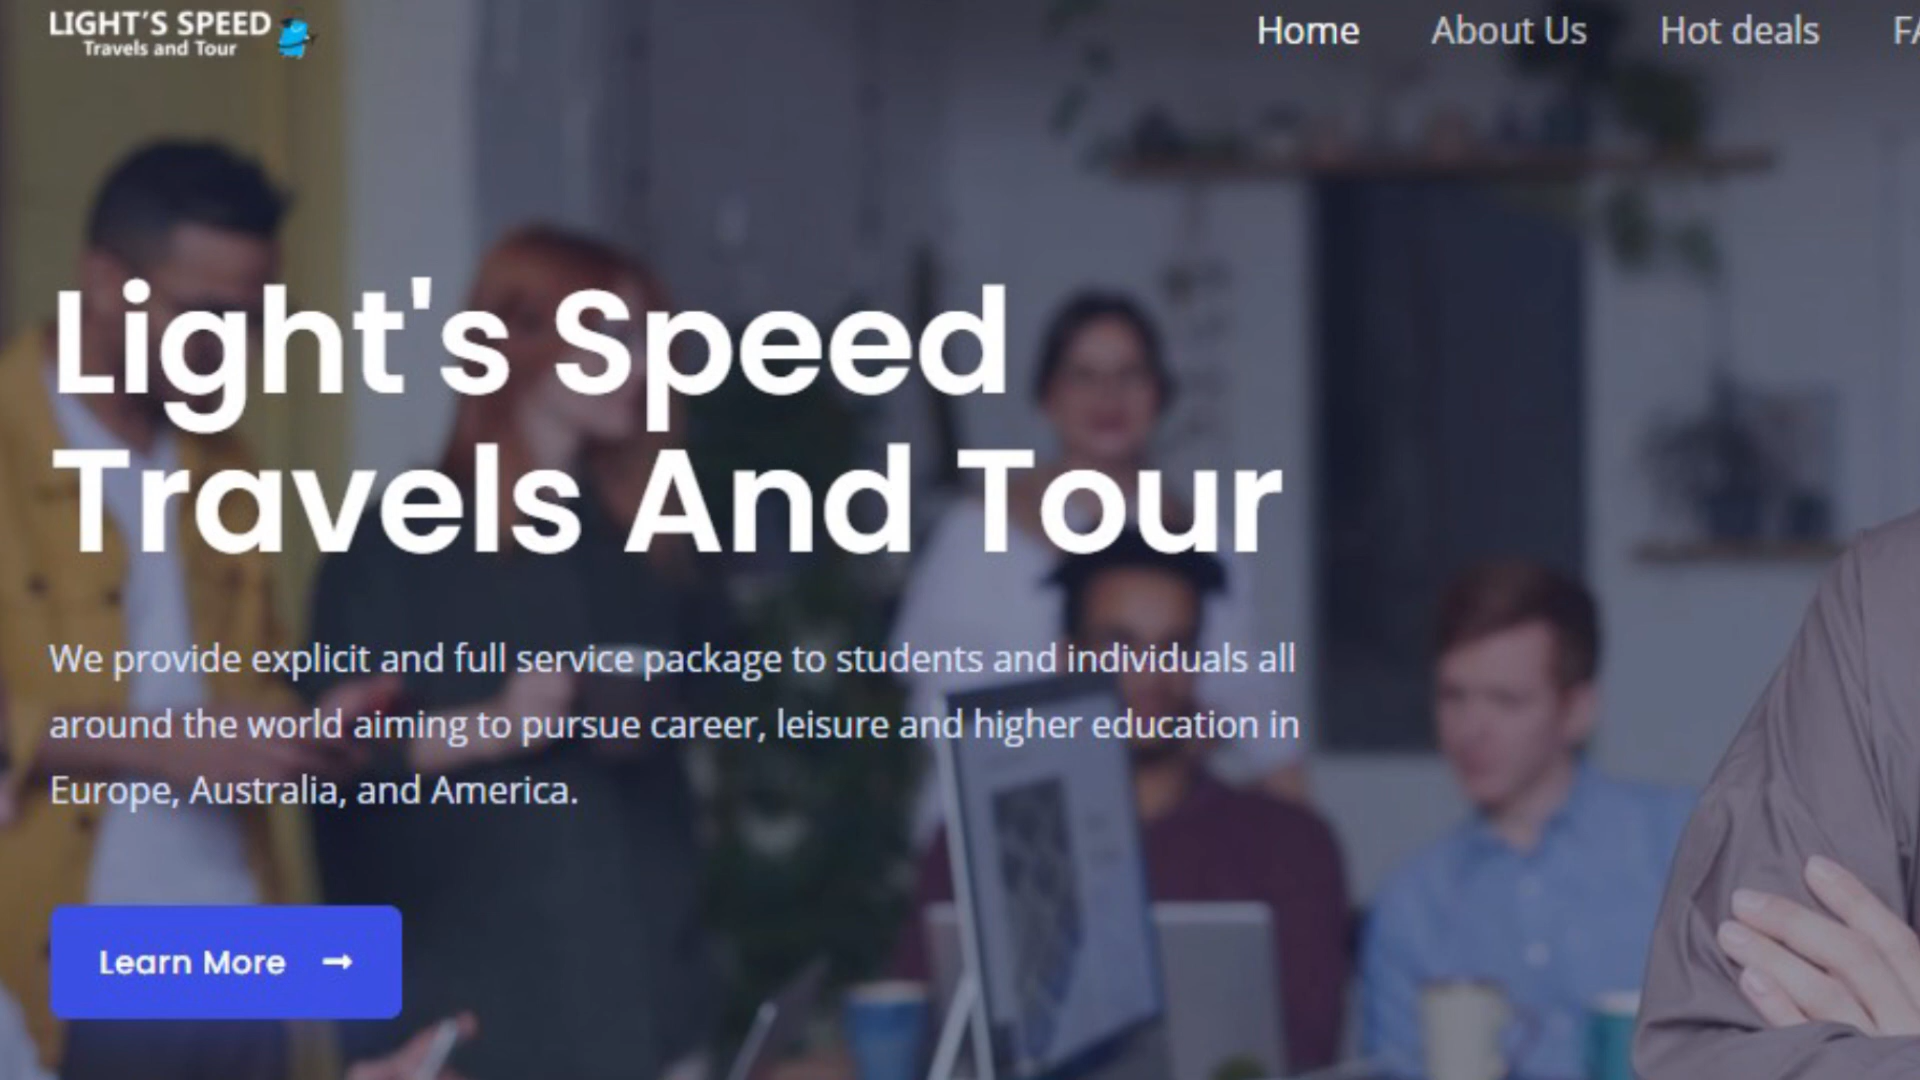 LIGHT'S SPEED
Travels and Tour
Home About Us Hot deals
Light's Speed
Travels And Tour
We provide explicit and full service package to students and individuals all
around the world aiming to pursue career, leisure and higher education in
Europe, Australia, and America.
Learn More